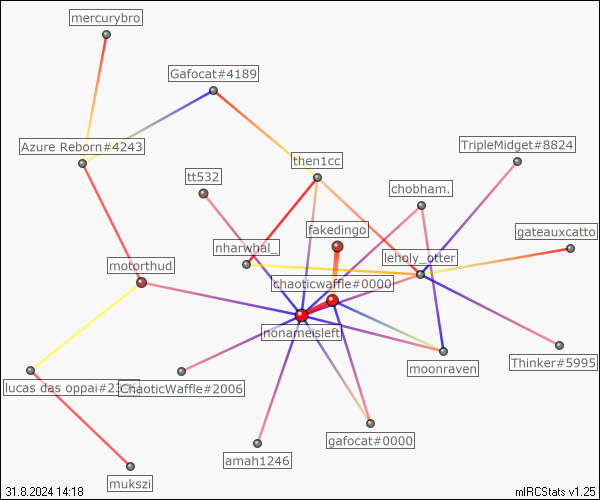 mercurybro
Gafocat#4189
Azure Reborn#4243
TripleMidget#8824
then1cc
tt532
chobham.
fakedingo
gateauxcatto
nharwhal_
leholy_otter
motorthud
chaoticwaffle#0000
nonameisleft
Thinker#5995
moonraven
lucas das oppai#23
ChaoticWaffle#2006
gafocat#0000
amah1246
mukszi
31.8.2024 14:18
mIRCStats v1.25